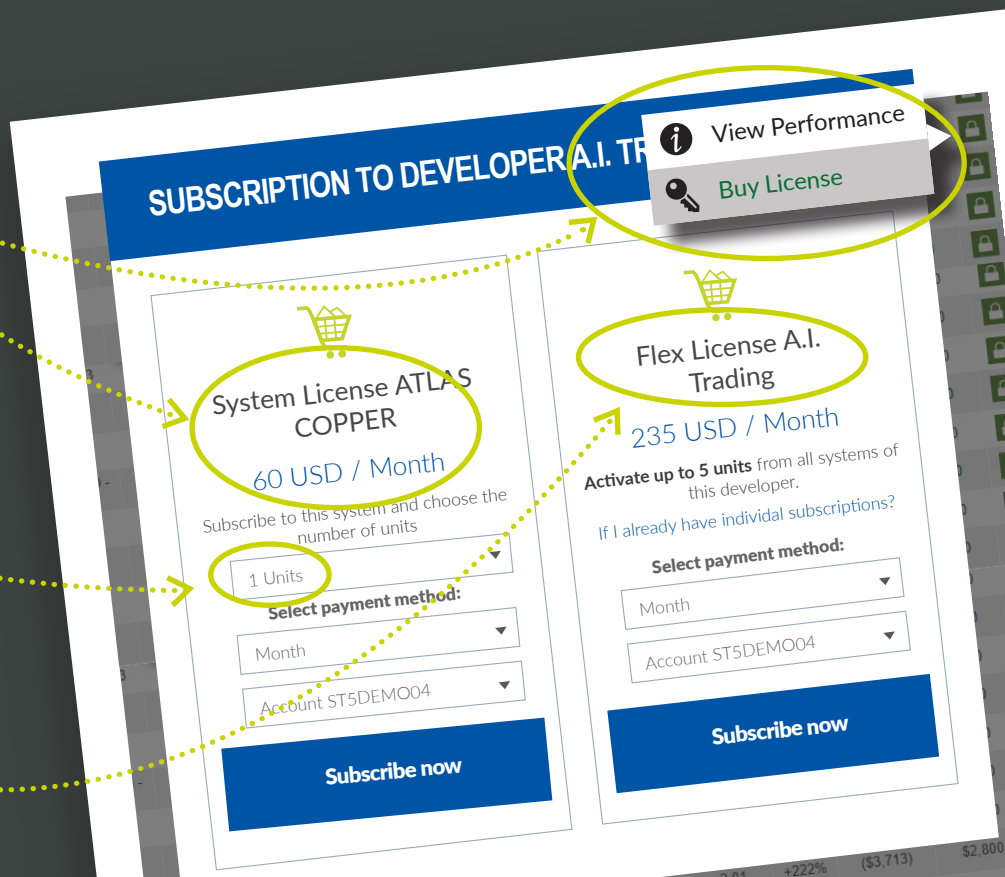 SUBSCRIPTION TO DEVELOPER A.I. TR
View Performance
Buy License
System License ATLAS
COPPER
60 USD / Month
Subscribe to this system and choose the
number of units
1 Units
Select payment method:
Month
Account ST5DEMO04
Subscribe now
Flex License A.I.
Trading
235 USD / Month
Activate up to 5 units from all systems of
this developer.
If I already have individal subscriptions?
Select payment method:
Month
Account ST5DEMO04
Subscribe now
+222% ($3,713) $2,800